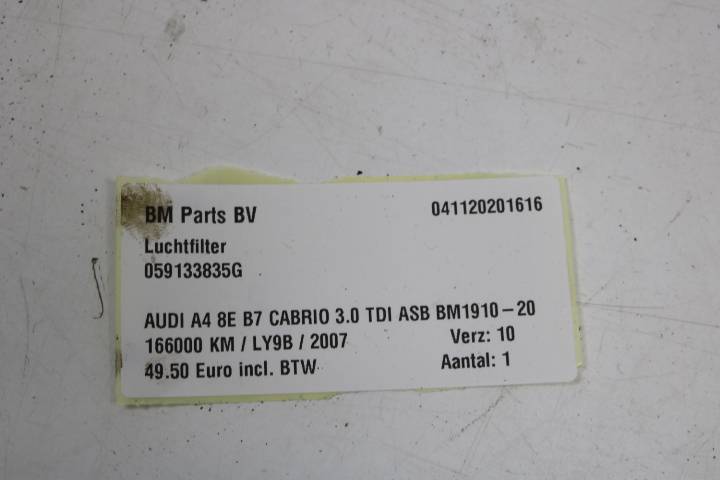 BM Parts BV 041120201616
Luchtfilter
059133835G
AUDI A4 8E B7 CABRIO 3.0 TDI ASB BM1910-20
166000 KM / LY9B / 2007 Verz: 10
49.50 Euro incl. BTW Aantal: 1